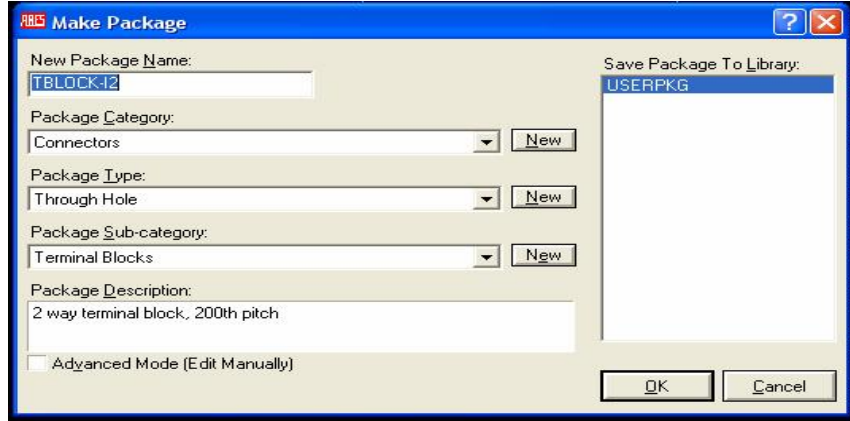 ARES Make Package
New Package Name:
TBLOCK-I2
Package Category:
Connectors
New
Package Type:
Through Hole
New
Package Sub-category:
Terminal Blocks
New
Package Description:
2 way terminal block, 200th pitch
Advanced Mode (Edit Manually)
Save Package To Library:
USERPKG
OK
Cancel